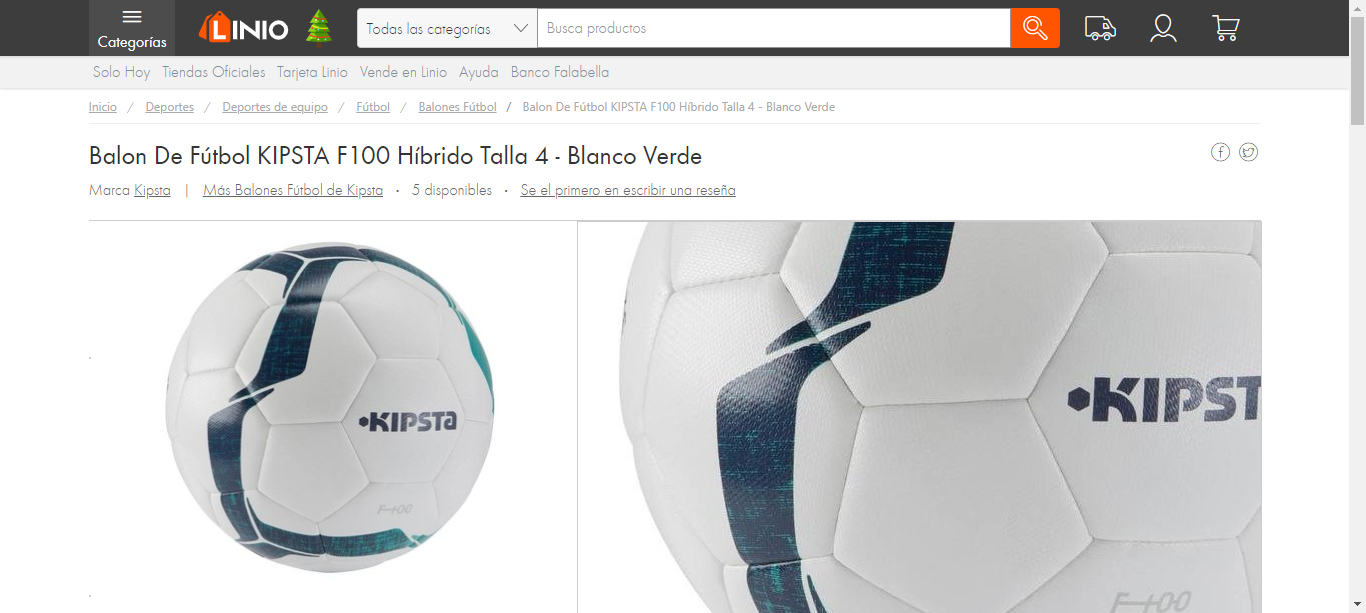 Categorías
LINIO
Todas las categorías
Busca productos
Solo Hoy Tiendas Oficiales Tarjeta Linio Vende en Linio Ayuda Banco Falabella
Inicio / Deportes / Deportes de equipo / Fútbol / Balones Fútbol / Balon De Fútbol KIPSTA F100 Híbrido Talla 4 - Blanco Verde
Balon De Fútbol KIPSTA F100 Híbrido Talla 4 - Blanco Verde
Marca Kipsta | Más Balones Fútbol de Kipsta · 5 disponibles · Se el primero en escribir una reseña
KIPSTA
F100
KIPST
F100